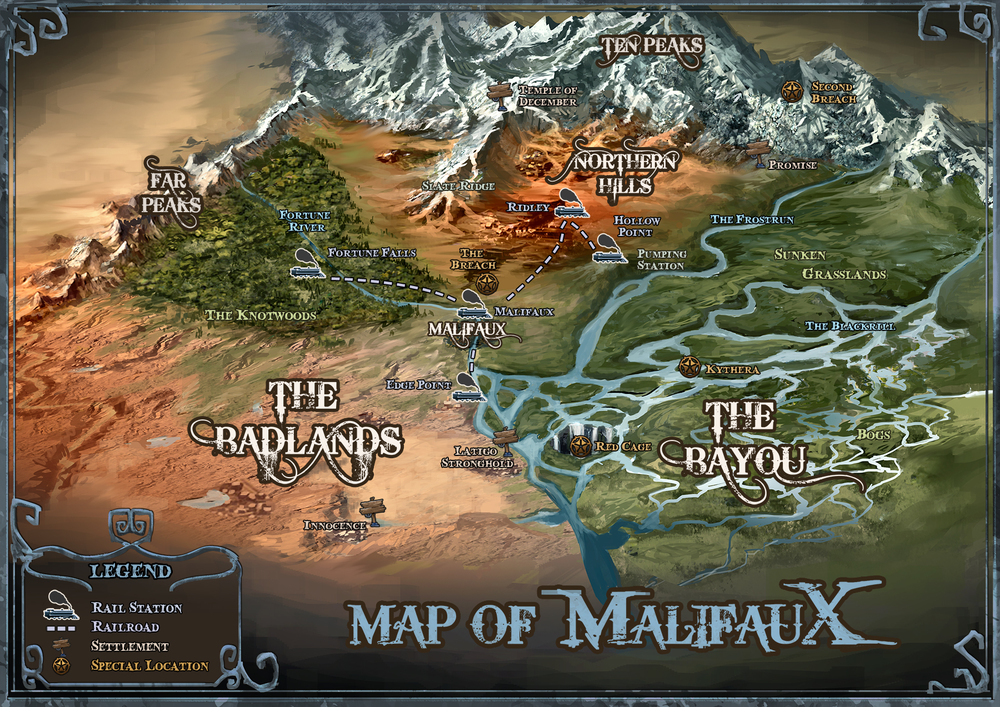 TEN PEAKS
TEMPLE OF
DECEMBER
SECOND
BREACH
PROMISE
NORTHERN
HILLS
FAR
PEAKS
SLATE RIDGE
RIDLEY
HOLLOW
POINT
PUMPING
STATION
THE FROSTRUN
FORTUNE
RIVER
FORTUNE FALLS
THE
BREACH
SUNKEN
GRASSLANDS
THE KNOTWOODS
MALIFAUX
MALIFAUX
THE BLACKRILL
EDGE POINT
KYTHERA
THE
BADLANDS
THE
BAYOU
LATIGO
STRONGHOLD
RED CAGE
BOGS
INNOCENCE
LEGEND
RAIL STATION
RAILROAD
SETTLEMENT
SPECIAL LOCATION
MAP OF MALIFAUX